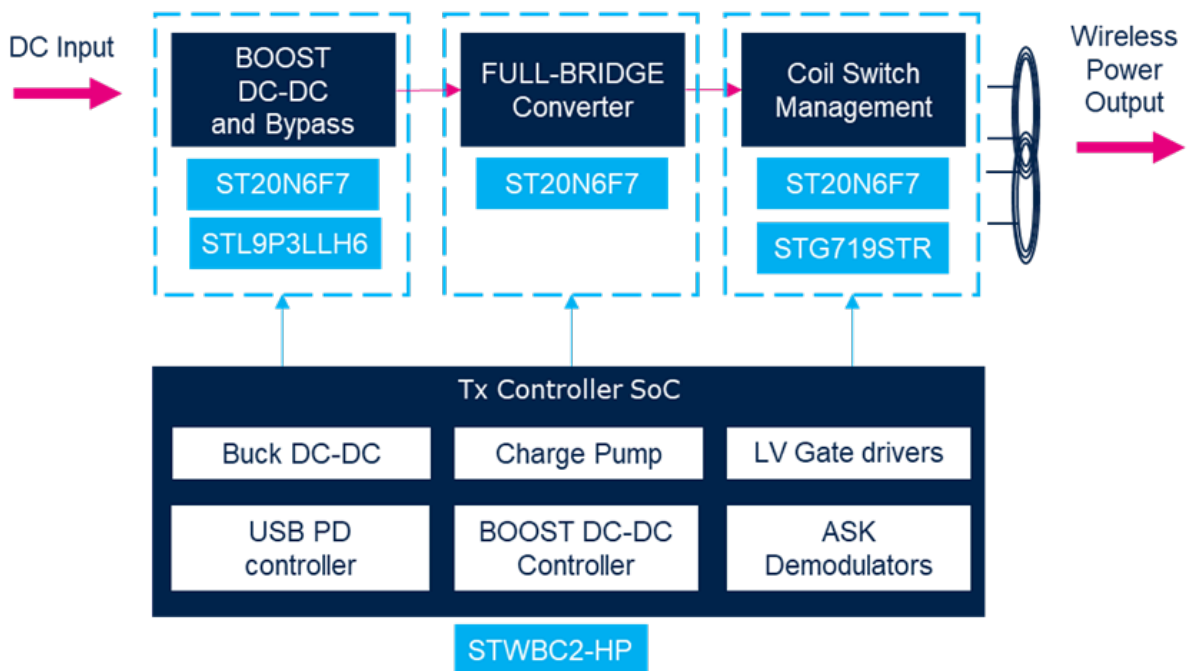 DC Input
BOOST
DC-DC
and Bypass
ST20N6F7
STL9P3LLH6
FULL-BRIDGE
Converter
ST20N6F7
Coil Switch
Management
ST20N6F7
STG719STR
Wireless
Power
Output
Tx Controller SoC
Buck DC-DC
Charge Pump
LV Gate drivers
USB PD
controller
BOOST DC-DC
Controller
ASK
Demodulators
STWBC2-HP